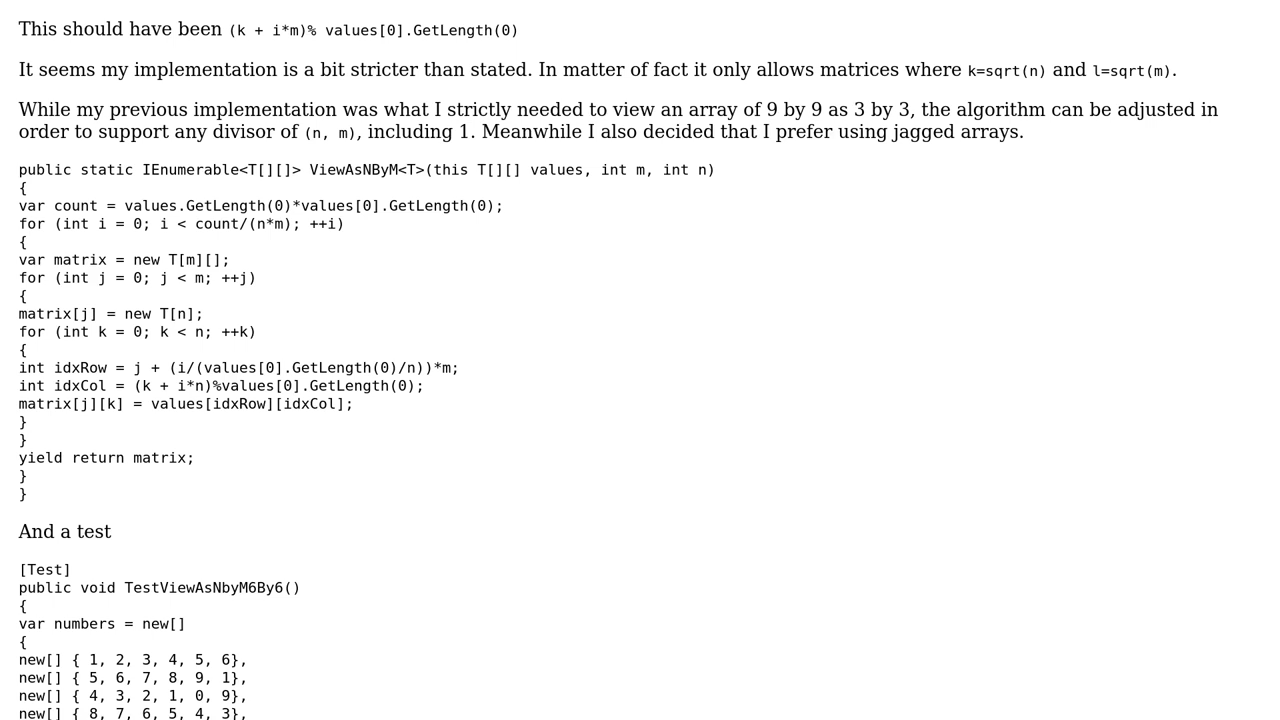 This should have been (k + i*m)% values[0].GetLength(0)
It seems my implementation is a bit stricter than stated. In matter of fact it only allows matrices where k=sqrt(n) and l=sqrt(m).
While my previous implementation was what I strictly needed to view an array of 9 by 9 as 3 by 3, the algorithm can be adjusted in
order to support any divisor of (n, m), including 1. Meanwhile I also decided that I prefer using jagged arrays.
public static IEnumerable<T[][]> ViewAsNByM<T>(this T[][] values, int m, int n)
{
var count = values.GetLength(0)*values[0].GetLength(0);
for (int i = 0; i < count/(n*m); ++i)
{
var matrix = new T[m][];
for (int j = 0; j < m; ++j)
{
matrix[j] = new T[n];
for (int k = 0; k < n; ++k)
{
int idxRow = j + (i/(values[0].GetLength(0)/n))*m;
int idxCol = (k + i*n)%values[0].GetLength(0);
matrix[j][k] = values[idxRow][idxCol];
}
}
yield return matrix;
}
}
And a test
[Test]
public void TestViewAsNbyM6By6()
{
var numbers = new[]
{
new[] { 1, 2, 3, 4, 5, 6},
new[] { 5, 6, 7, 8, 9, 1},
new[] { 4, 3, 2, 1, 0, 9},
new[] { 8, 7, 6, 5, 4, 3},